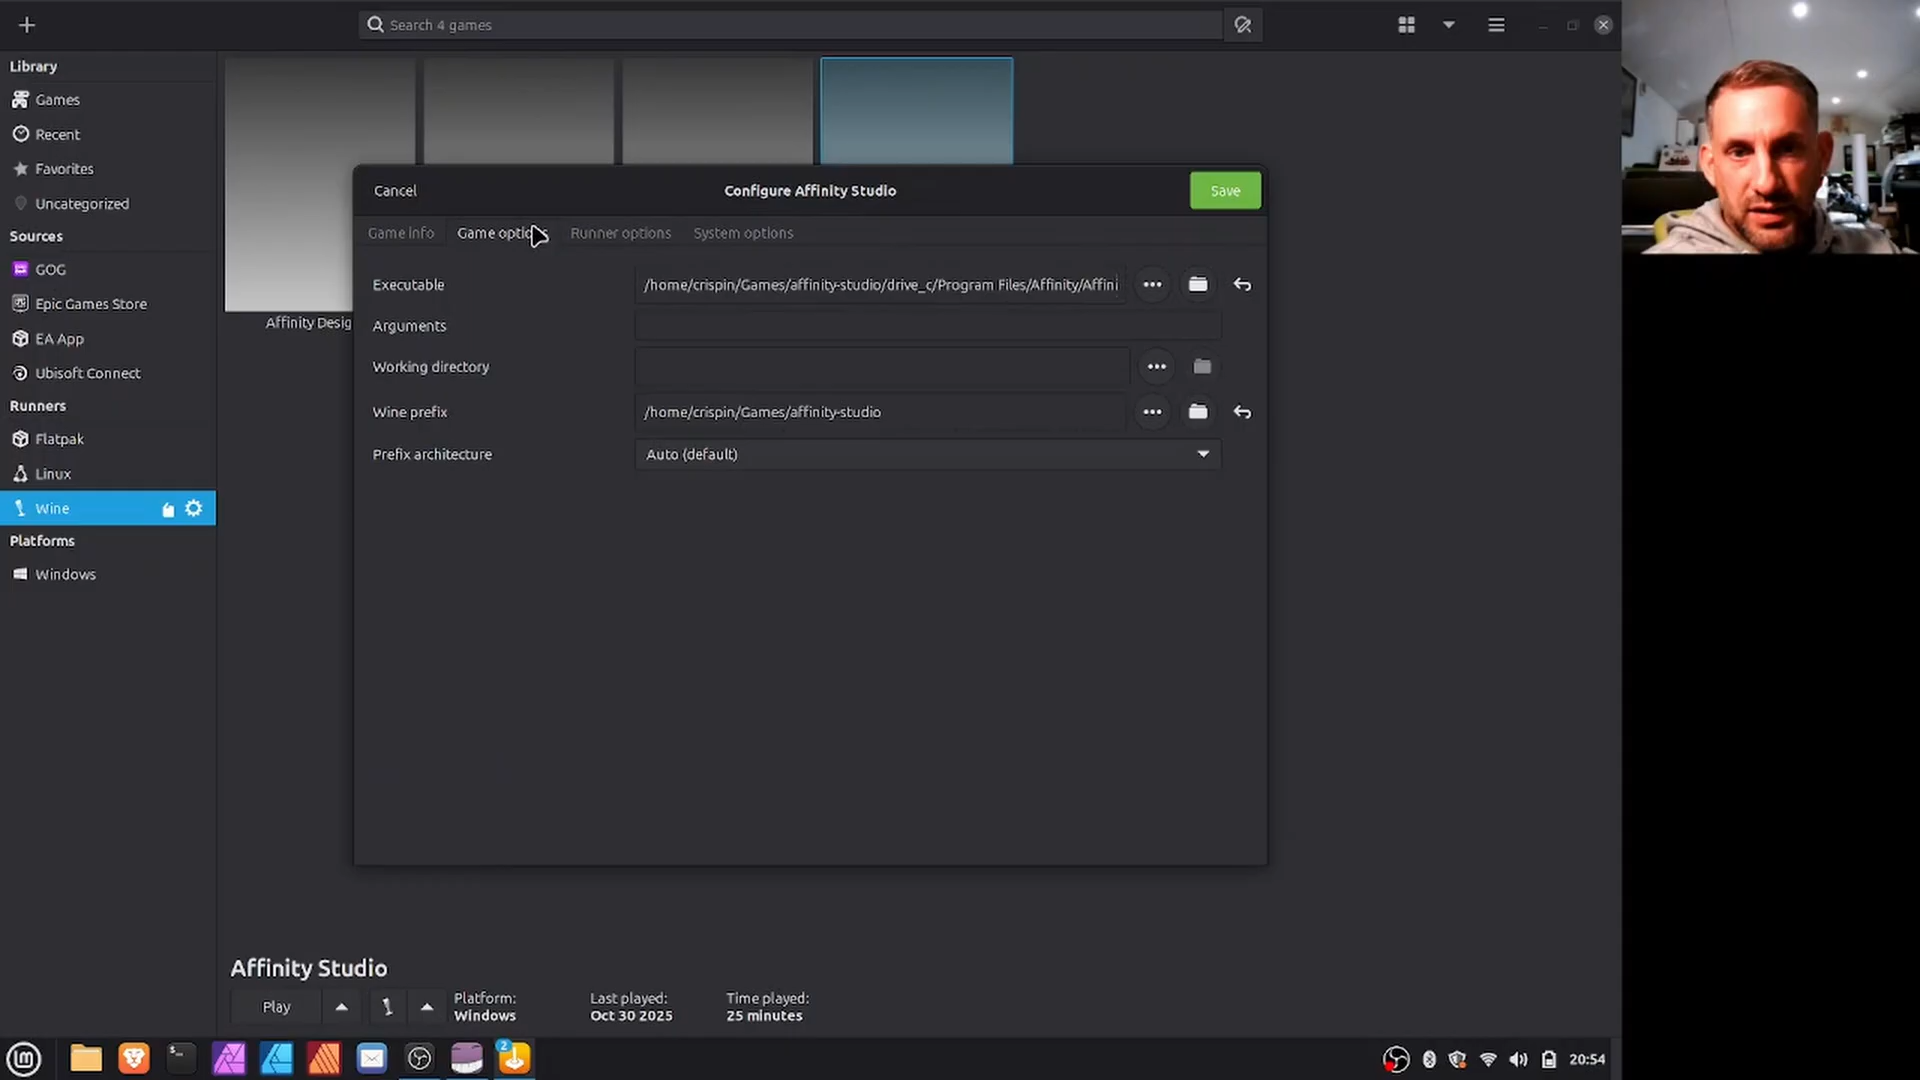 Search 4 games
Library
Games
Recent
Favorites
Uncategorized
Sources
GOG
Epic Games Store
EA App
Ubisoft Connect
Runners
Flatpak
Linux
Wine
Platforms
Windows
Affinity Desig
Cancel
Configure Affinity Studio
Save
Game info
Game options
Runner options
System options
Executable
/home/crispin/Games/affinity-studio/drive_c/Program Files/Affinity/Affini
Arguments
Working directory
Wine prefix
/home/crispin/Games/affinity-studio
Prefix architecture
Auto (default)
Affinity Studio
Play
Platform:
Windows
Last played:
Oct 30 2025
Time played:
25 minutes
2
20:54